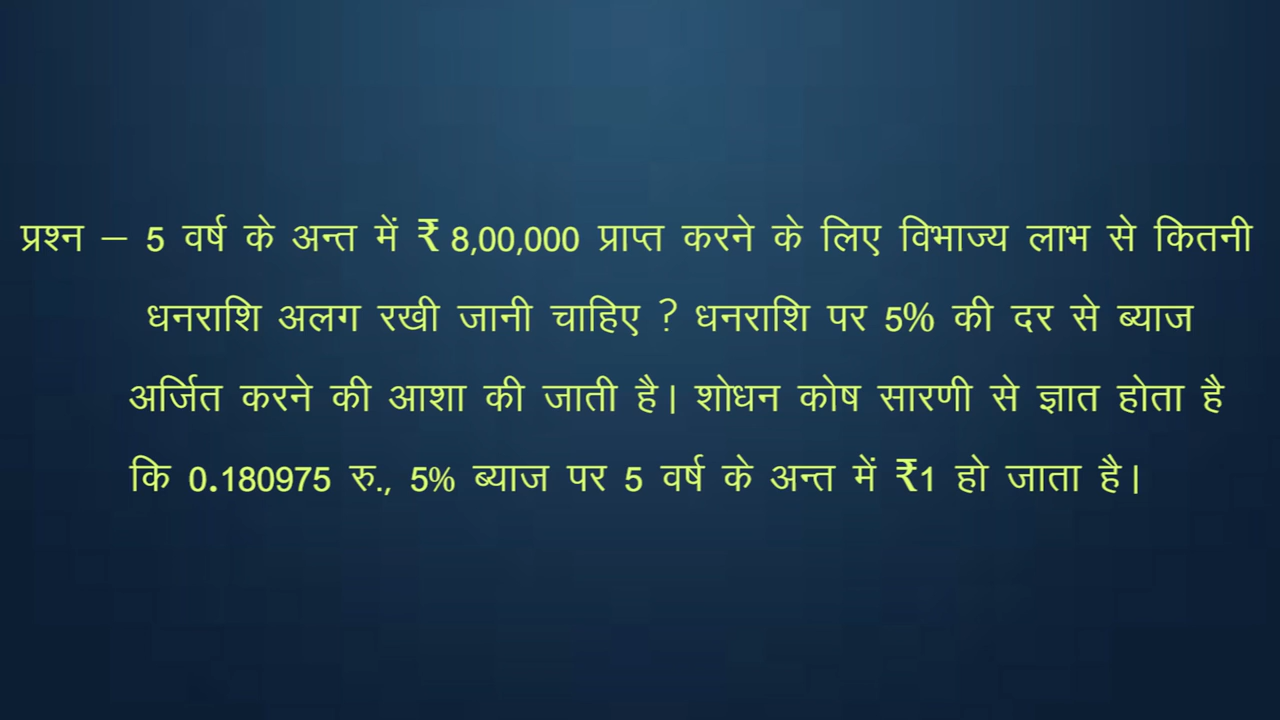 प्रश्न – 5 वर्ष के अन्त में ₹ 8,00,000 प्राप्त करने के लिए विभाज्य लाभ से कितनी
धनराशि अलग रखी जानी चाहिए ? धनराशि पर 5% की दर से ब्याज
अर्जित करने की आशा की जाती है। शोधन कोष सारणी से ज्ञात होता है
कि 0.180975 रु., 5% ब्याज पर 5 वर्ष के अन्त में ₹1 हो जाता है।